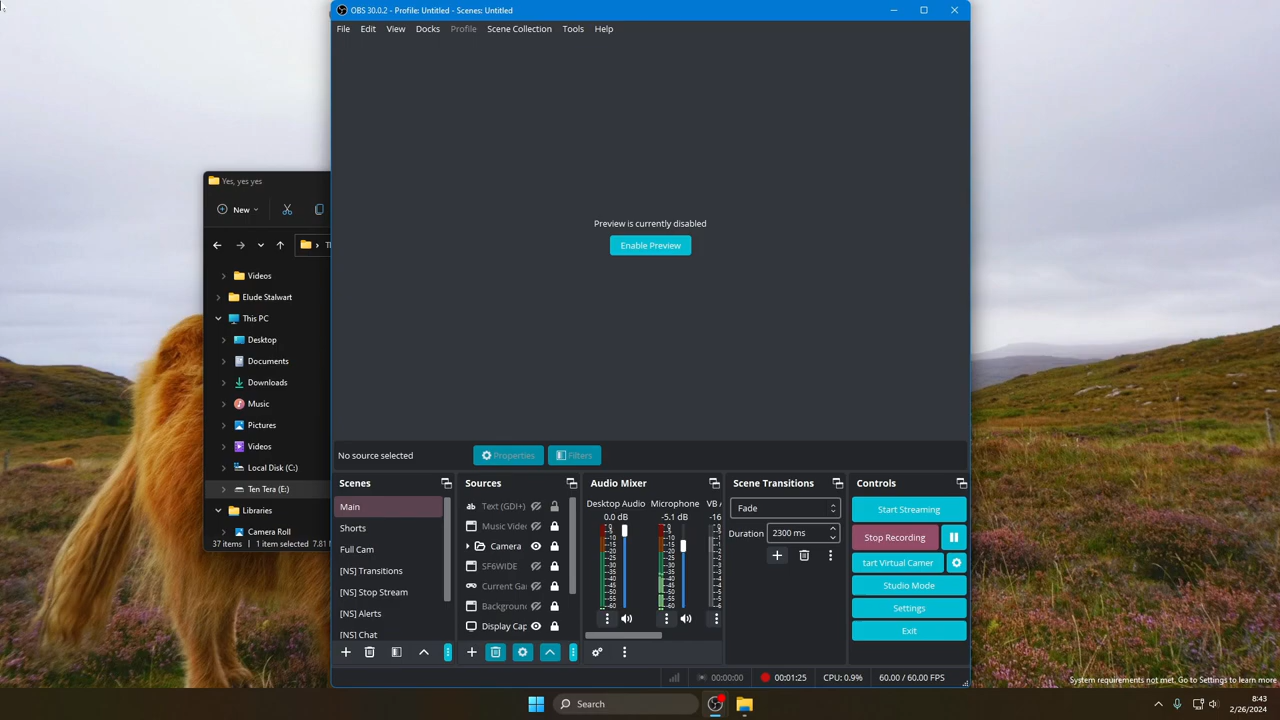 OBS 30.0.2 - Profile: Untitled - Scenes: Untitled
File Edit View Docks Profile Scene Collection Tools Help
Yes, yes yes
New
Videos
Elude Stalwart
This PC
Desktop
Documents
Downloads
Music
Pictures
Videos
Local Disk (C:)
Ten Tera (E:)
Libraries
Camera Roll
37 items 1 item selected 7.81
Preview is currently disabled
Enable Preview
No source selected
Properties
Filters
Scenes
Main
Shorts
Full Cam
[NS] Transitions
[NS] Stop Stream
[NS] Alerts
[NS] Chat
Sources
Text (GDI+)
Music Video
Camera
SF6WIDE
Current Ga
Background
Display Cap
Audio Mixer
Desktop Audio Microphone VB
0.0 dB -5.1 dB -16
Scene Transitions
Fade
Duration 2300 ms
Controls
Start Streaming
Stop Recording
tart Virtual Camer
Studio Mode
Settings
Exit
00:00:00 00:01:25 CPU: 0.9% 60.00 / 60.00 FPS
System requirements not met. Go to Settings to learn more
Search
8:43
2/26/2024